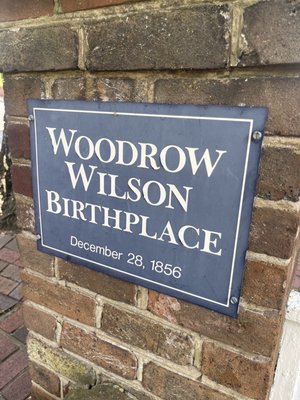 WOODROW
WILSON
BIRTHPLACE
December 28, 1856